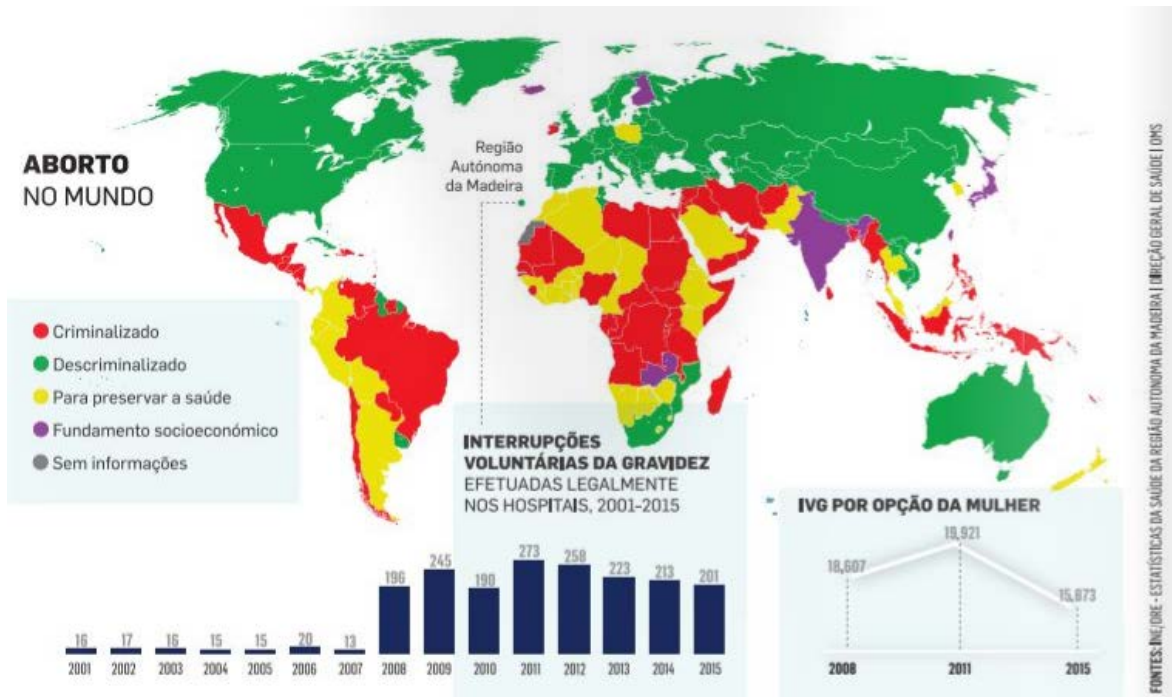 ABORTO
NO MUNDO
Região
Autónoma
da Madeira
Criminalizado
Descriminalizado
Para preservar a saúde
Fundamento socioeconómico
Sem informações
INTERRUPÇÕES
VOLUNTÁRIAS DA GRAVIDEZ
EFETUADAS LEGALMENTE
NOS HOSPITAIS, 2001-2015
16 17 16 15 15 20 13 196 245 190 273 258 223 213 201
2001 2002 2003 2004 2005 2006 2007 2008 2009 2010 2011 2012 2013 2014 2015
IVG POR OPÇÃO DA MULHER
18,607 19,921 15,873
2008 2011 2015
FONTES: INE/DRE - ESTATÍSTICAS DA SAÚDE DA REGIÃO AUTONOMA DA MADEIRA | DIREÇÃO GERAL DE SAÚDE | OMS